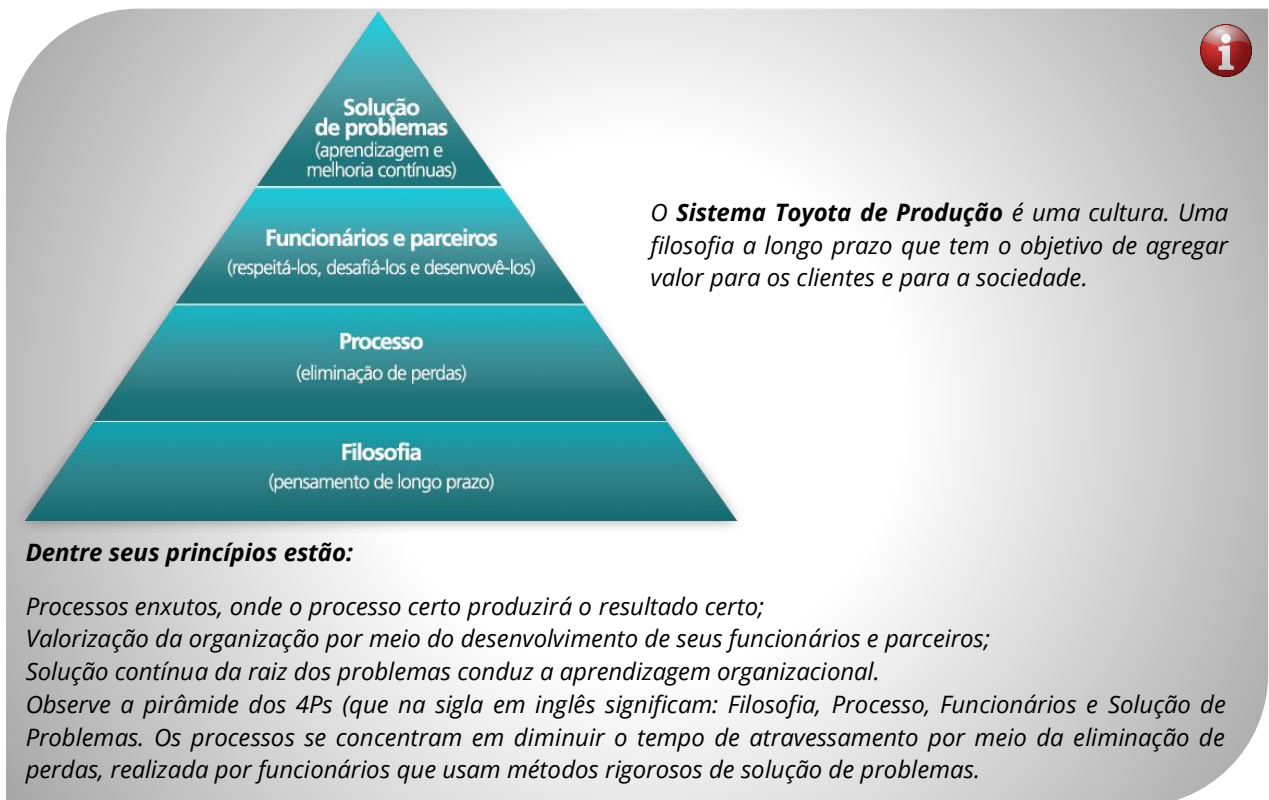 Solução
de problemas
(aprendizagem e
melhoria contínuas)
Funcionários e parceiros
(respeitá-los, desafiá-los e desenvovê-los)
Processo
(eliminação de perdas)
Filosofia
(pensamento de longo prazo)
i
O Sistema Toyota de Produção é uma cultura. Uma
filosofia a longo prazo que tem o objetivo de agregar
valor para os clientes e para a sociedade.
Dentre seus princípios estão:
Processos enxutos, onde o processo certo produzirá o resultado certo;
Valorização da organização por meio do desenvolvimento de seus funcionários e parceiros;
Solução contínua da raiz dos problemas conduz a aprendizagem organizacional.
Observe a pirâmide dos 4Ps (que na sigla em inglês significam: Filosofia, Processo, Funcionários e Solução de
Problemas. Os processos se concentram em diminuir o tempo de atravessamento por meio da eliminação de
perdas, realizada por funcionários que usam métodos rigorosos de solução de problemas.